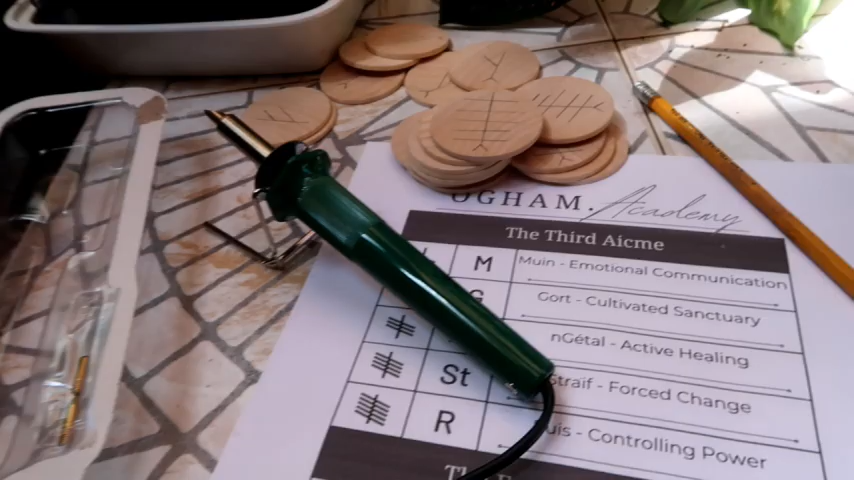 OGHAM. Academy
The Third Aicme
M Muin - Emotional Communication
G Gort - Cultivated Sanctuary
nGétal - Active Healing
St Straif - Forced Change
R uis - Controlling Power